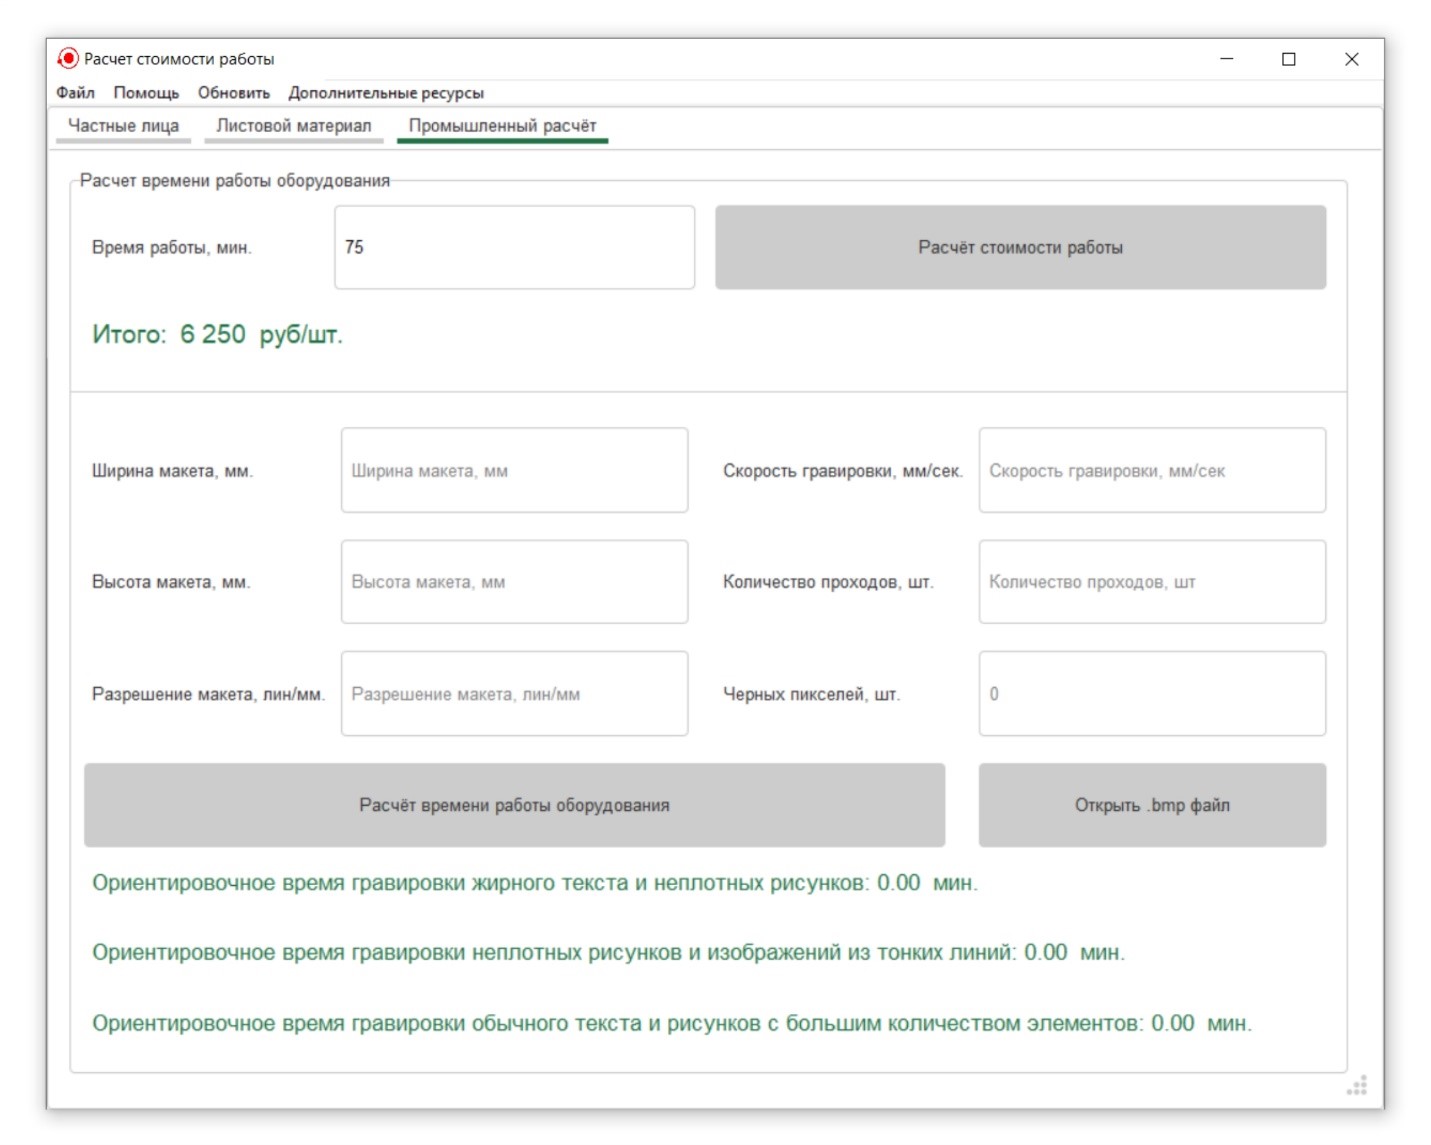 Расчет стоимости работы
Файл Помощь Обновить Дополнительные ресурсы
Частные лица Листовой материал Промышленный расчёт
Расчет времени работы оборудования
Время работы, мин. 75 Расчёт стоимости работы
Итого: 6 250 руб/шт.
Ширина макета, мм. Ширина макета, мм Скорость гравировки, мм/сек. Скорость гравировки, мм/сек
Высота макета, мм. Высота макета, мм Количество проходов, шт. Количество проходов, шт
Разрешение макета, лин/мм. Разрешение макета, лин/мм Черных пикселей, шт. 0
Расчёт времени работы оборудования Открыть .bmp файл
Ориентировочное время гравировки жирного текста и неплотных рисунков: 0.00 мин.
Ориентировочное время гравировки неплотных рисунков и изображений из тонких линий: 0.00 мин.
Ориентировочное время гравировки обычного текста и рисунков с большим количеством элементов: 0.00 мин.